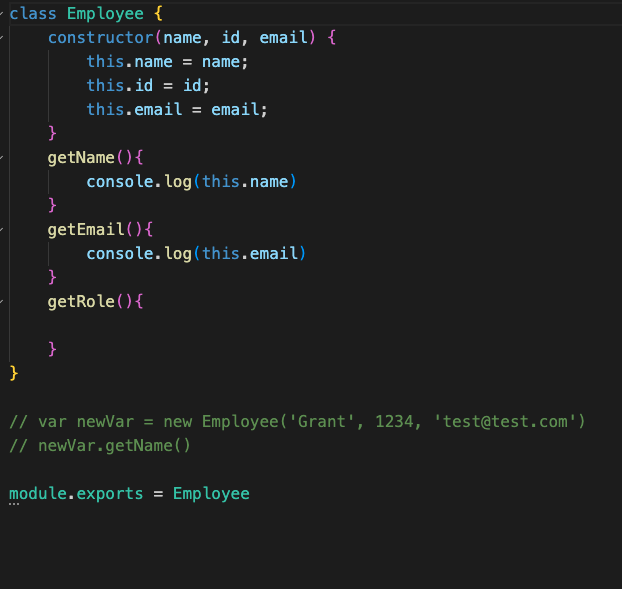 class Employee {
    constructor(name, id, email) {
        this.name = name;
        this.id = id;
        this.email = email;
    }
    getName(){
        console.log(this.name)
    }
    getEmail(){
        console.log(this.email)
    }
    getRole(){

    }
}

// var newVar = new Employee('Grant', 1234, 'test@test.com')
// newVar.getName()

module.exports = Employee